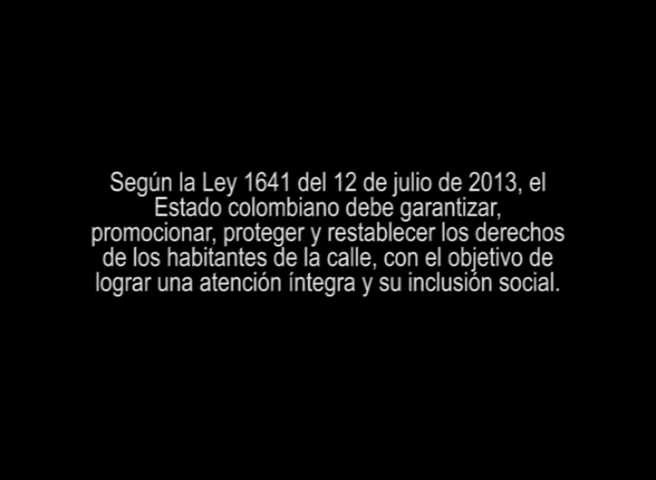 Según la Ley 1641 del 12 de julio de 2013, el
Estado colombiano debe garantizar,
promocionar, proteger y restablecer los derechos
de los habitantes de la calle, con el objetivo de
lograr una atención íntegra y su inclusión social.